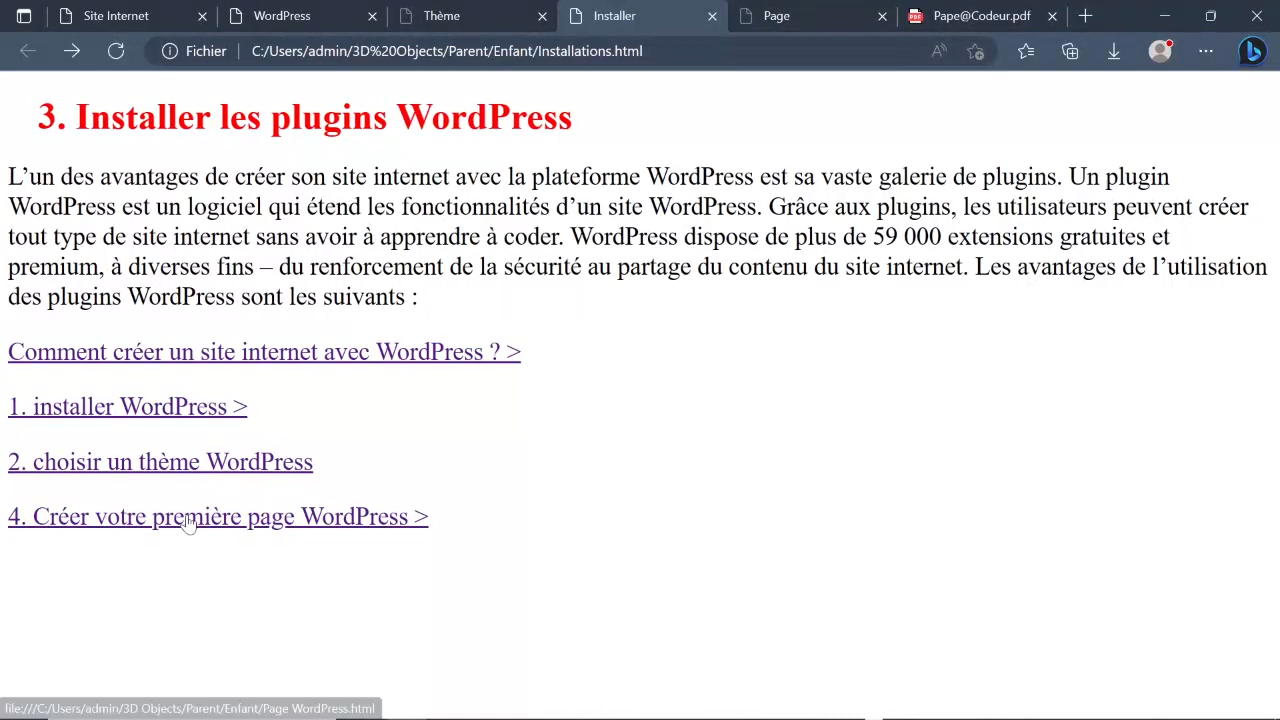 Site Internet
WordPress
Thème
Installer
Page
Pape@Codeur.pdf
Fichier
C:/Users/admin/3D%20Objects/Parent/Enfant/Installations.html
3. Installer les plugins WordPress
L’un des avantages de créer son site internet avec la plateforme WordPress est sa vaste galerie de plugins. Un plugin
WordPress est un logiciel qui étend les fonctionnalités d’un site WordPress. Grâce aux plugins, les utilisateurs peuvent créer
tout type de site internet sans avoir à apprendre à coder. WordPress dispose de plus de 59 000 extensions gratuites et
premium, à diverses fins – du renforcement de la sécurité au partage du contenu du site internet. Les avantages de l’utilisation
des plugins WordPress sont les suivants :
Comment créer un site internet avec WordPress ? >
1. installer WordPress >
2. choisir un thème WordPress
4. Créer votre première page WordPress >
file:///C:/Users/admin/3D Objects/Parent/Enfant/Page WordPress.html